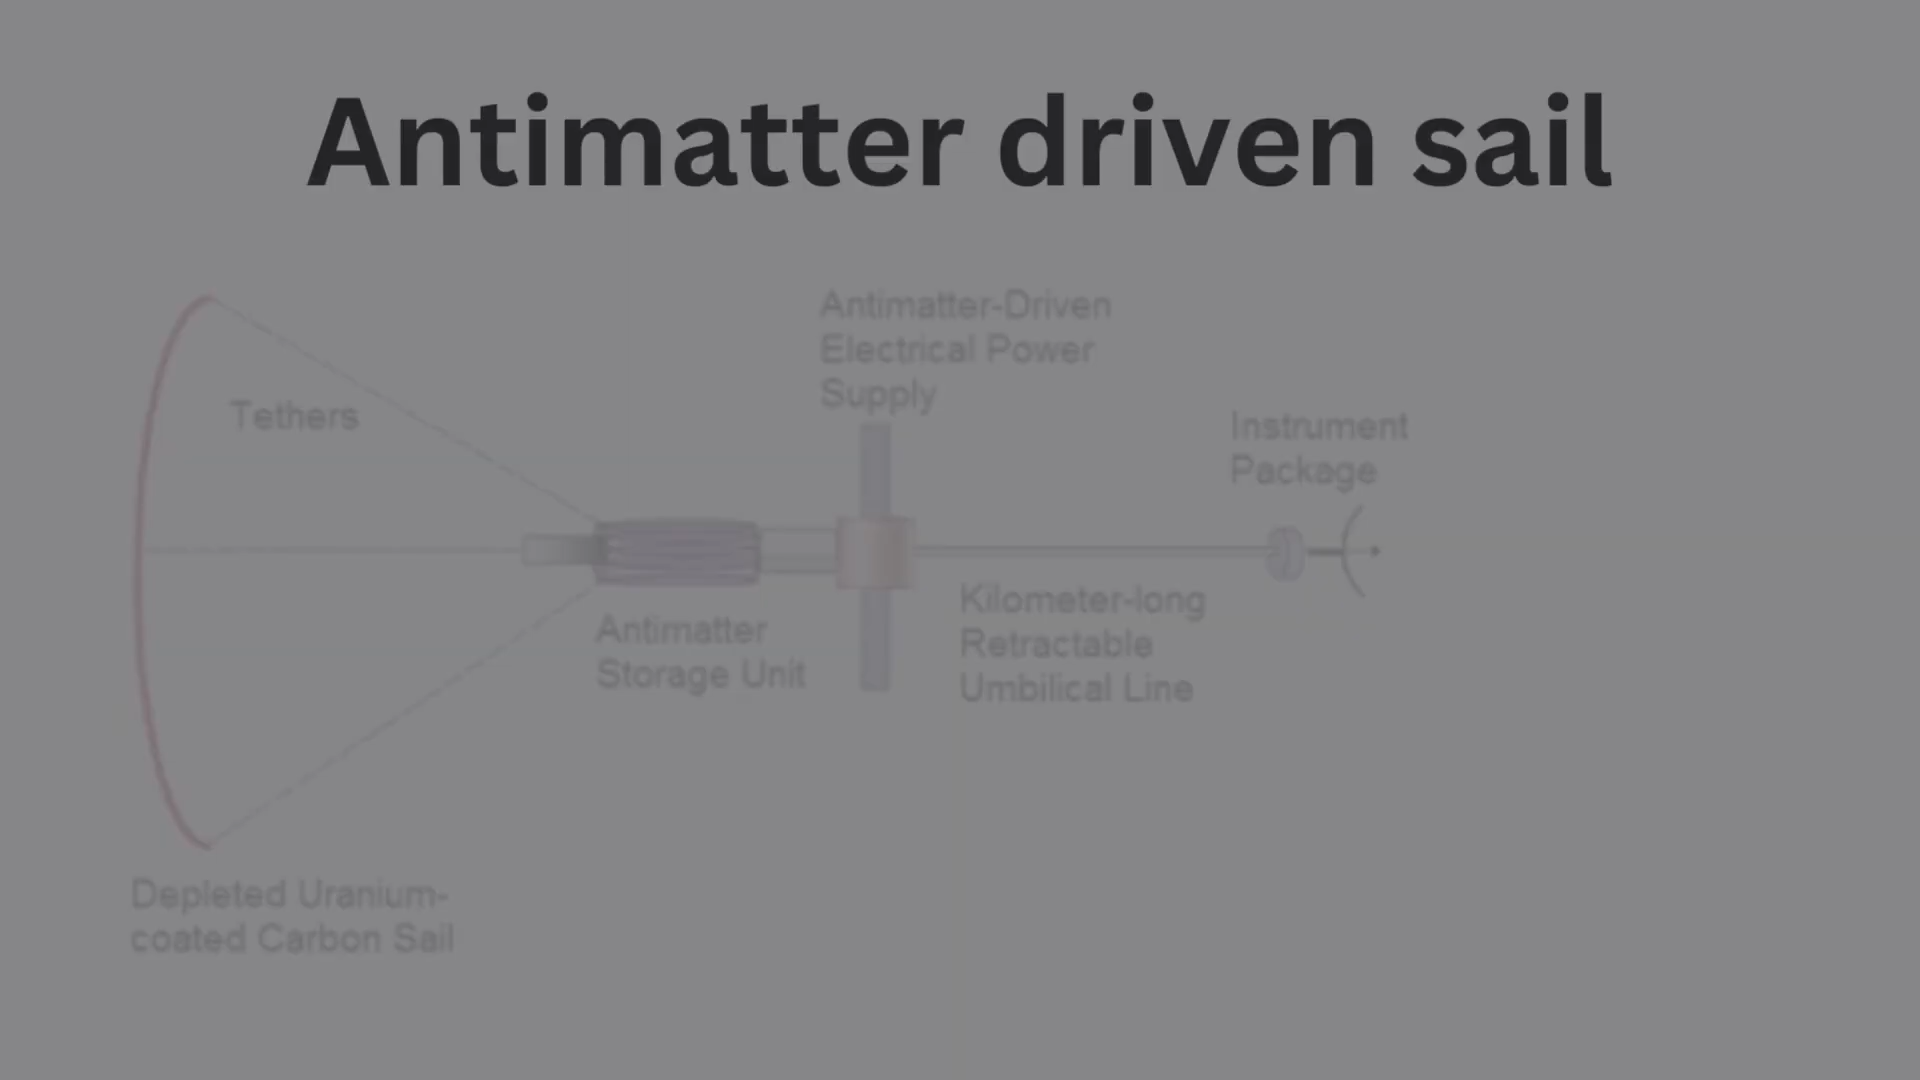 Antimatter driven sail
Antimatter-Driven
Electrical Power
Supply
Tethers
Instrument
Package
Antimatter
Storage Unit
Kilometer-long
Retractable
Umbilical Line
Depleted Uranium-
coated Carbon Sail